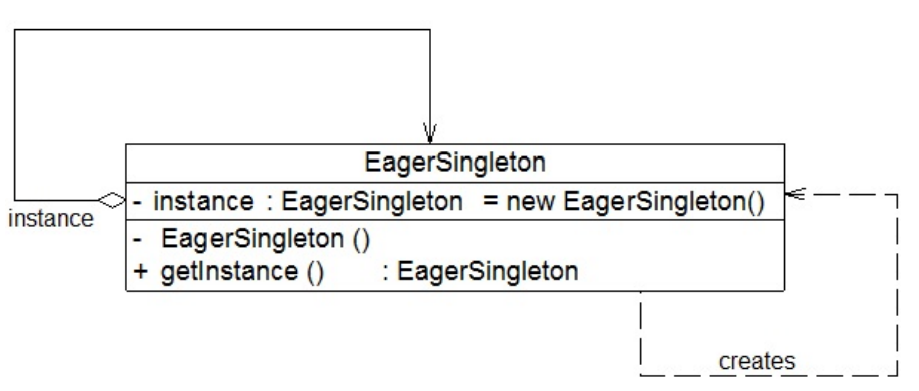 EagerSingleton
- instance : EagerSingleton = new EagerSingleton()
instance
- EagerSingleton ()
+ getInstance () : EagerSingleton
creates